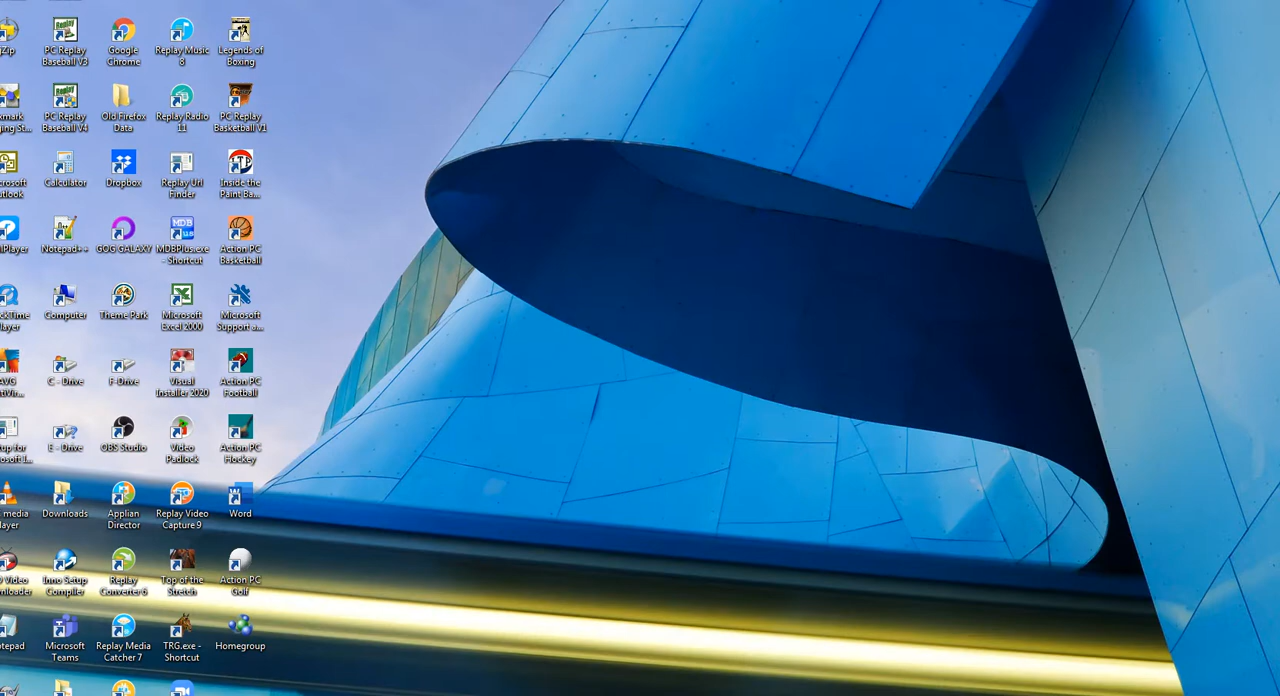 PC Replay
Baseball V3
Google
Chrome
Replay Music
8
Legends of
Boxing
PC Replay
Baseball V4
Old Firefox
Data
Replay Radio
11
PC Replay
Basketball V1
Calculator
Dropbox
Replay Url
Finder
Inside the
Paint Ba...
Notepad++
GOG GALAXY
MDBPlus.exe
- Shortcut
Action PC
Basketball
Computer
Theme Park
Microsoft
Excel 2000
Microsoft
Support a...
C - Drive
F-Drive
Visual
Installer 2020
Action PC
Football
E - Drive
OBS Studio
Video
Padlock
Action PC
Hockey
media
Downloads
Applian
Director
Replay Video
Capture 9
Word
Video
Inno Setup
Compiler
Replay
Converter 6
Top of the
Stretch
Action PC
Golf
Microsoft
Teams
Replay Media
Catcher 7
TRG.exe -
Shortcut
Homegroup